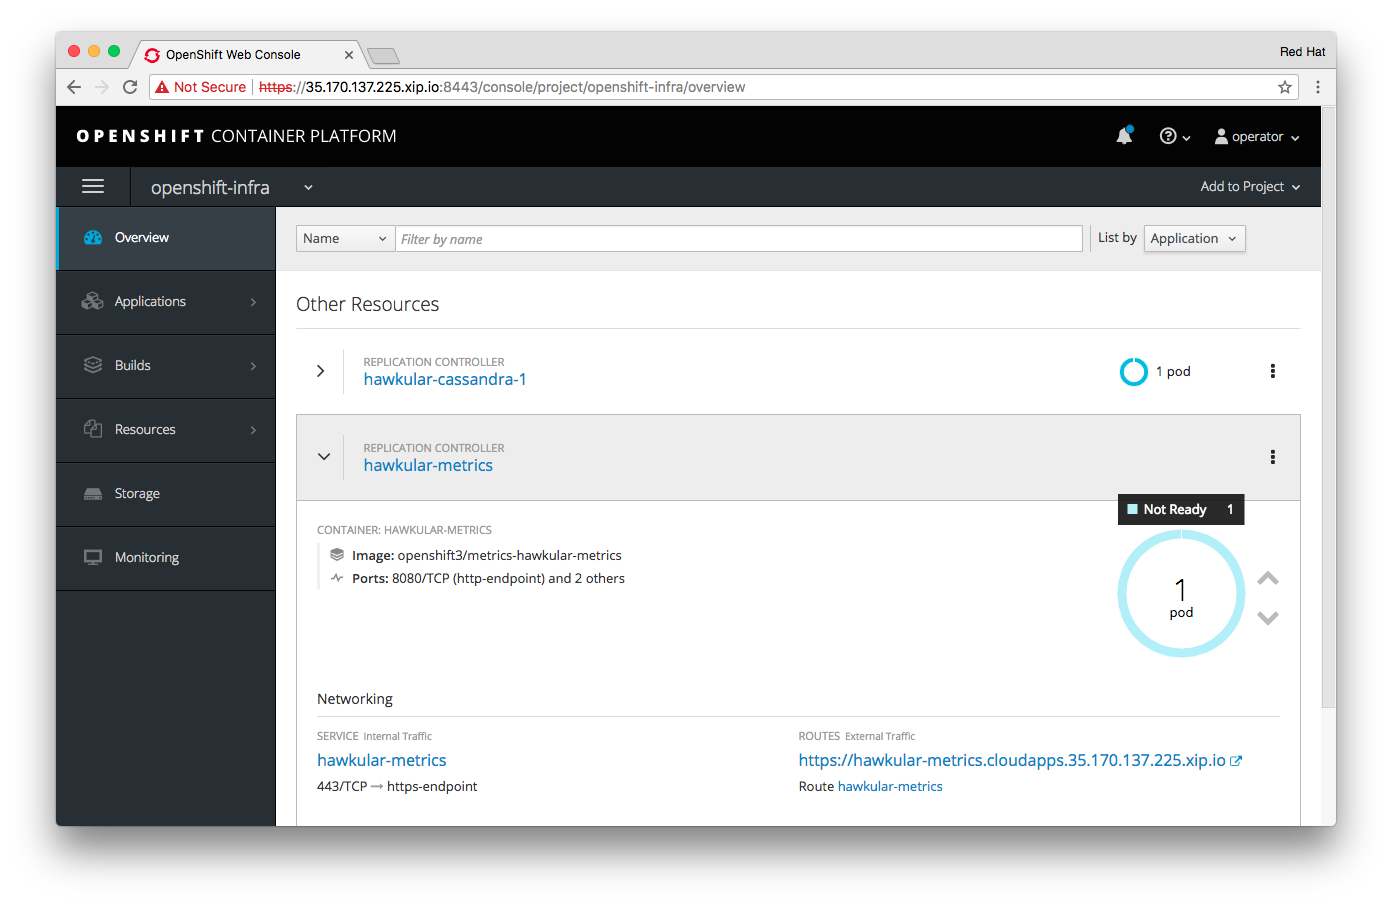 OpenShift Web Console
Red Hat
Not Secure https://35.170.137.225.xip.io:8443/console/project/openshift-infra/overview
OPENSHIFT CONTAINER PLATFORM
operator
openshift-infra
Add to Project
Overview
Name
Filter by name
List by
Application
Applications
Builds
Resources
Storage
Monitoring
Other Resources
REPLICATION CONTROLLER
hawkular-cassandra-1
1 pod
REPLICATION CONTROLLER
hawkular-metrics
Not Ready 1
CONTAINER: HAWKULAR-METRICS
Image: openshift3/metrics-hawkular-metrics
Ports: 8080/TCP (http-endpoint) and 2 others
1
pod
Networking
SERVICE Internal Traffic
hawkular-metrics
443/TCP → https-endpoint
ROUTES External Traffic
https://hawkular-metrics.cloudapps.35.170.137.225.xip.io
Route hawkular-metrics